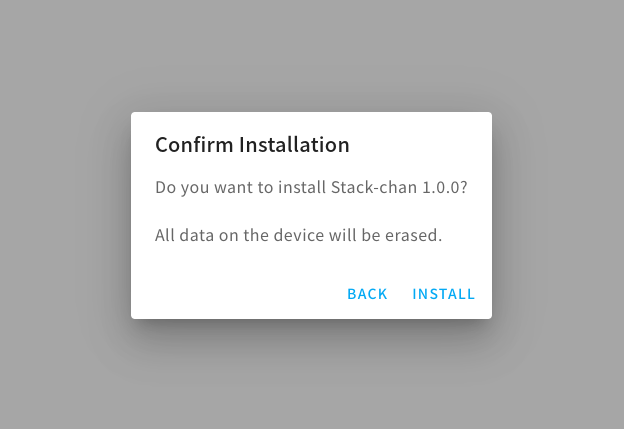 Confirm Installation
Do you want to install Stack-chan 1.0.0?
All data on the device will be erased.
BACK INSTALL